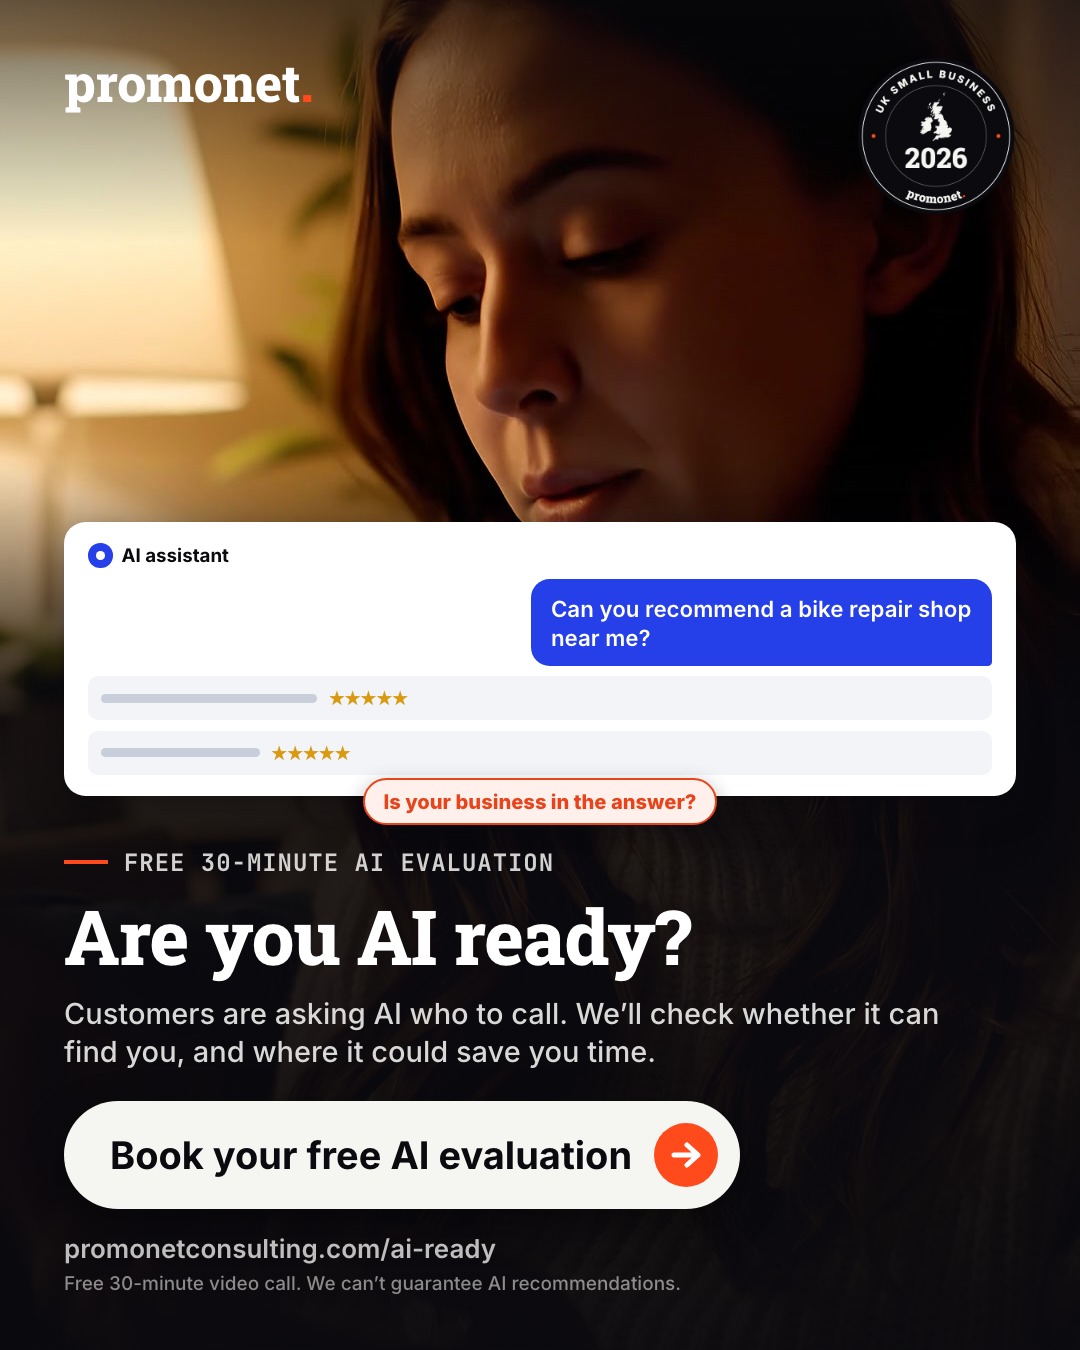 promonet.
UK SMALL BUSINESS
2026
promonet.
AI assistant
Can you recommend a bike repair shop
near me?
★★★★★
★★★★★
Is your business in the answer?
FREE 30-MINUTE AI EVALUATION
Are you AI ready?
Customers are asking AI who to call. We’ll check whether it can
find you, and where it could save you time.
Book your free AI evaluation
promonetconsulting.com/ai-ready
Free 30-minute video call. We can’t guarantee AI recommendations.